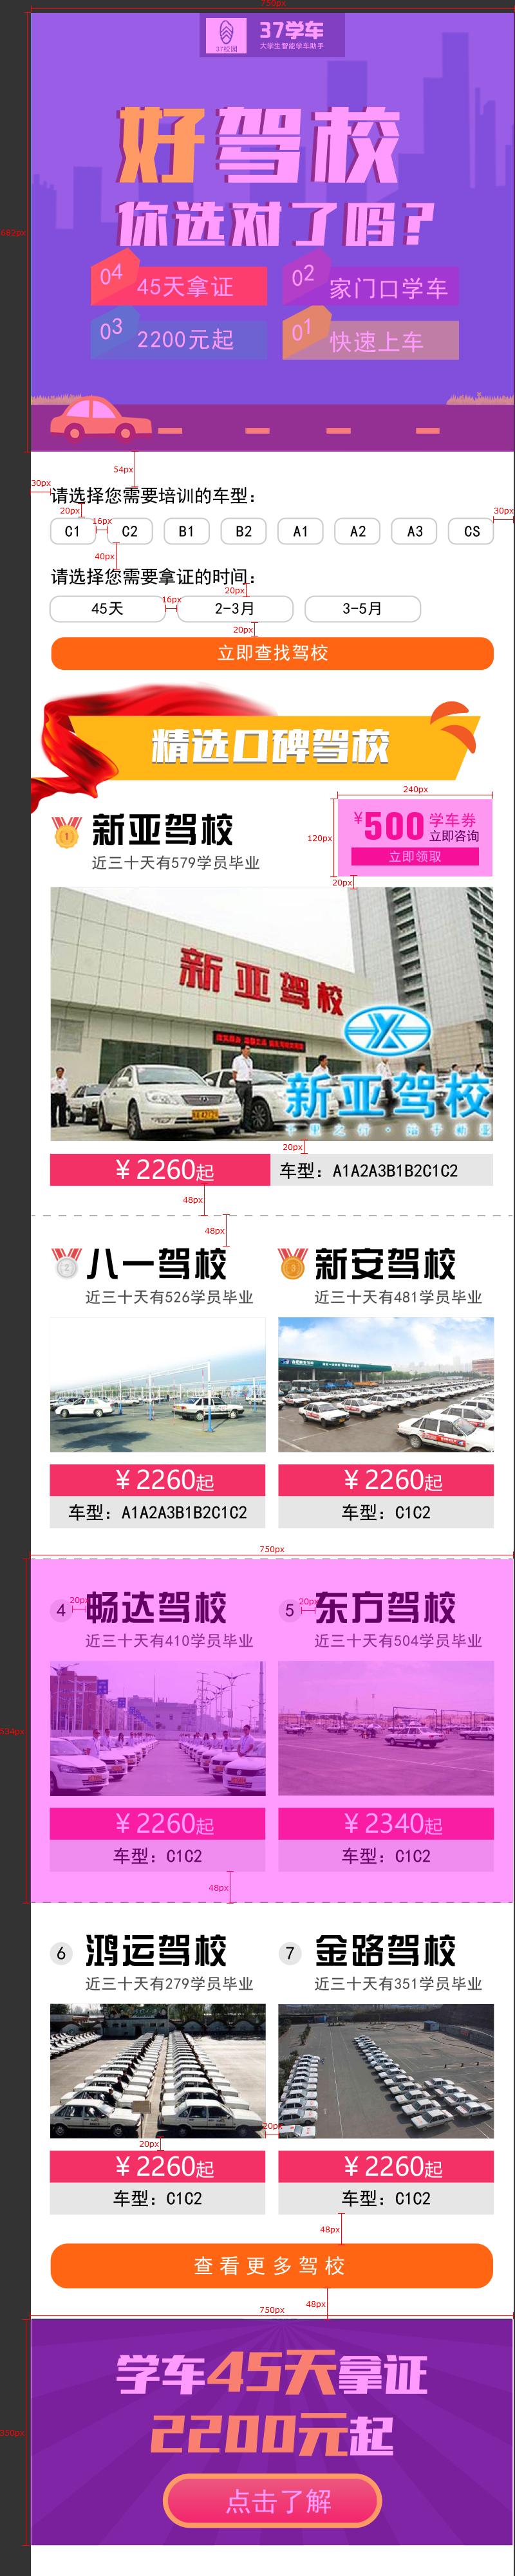 750px
37校园
37学车
大学生智能学车助手
682px
好驾校
你选对了吗?
04 45天拿证
02 家门口学车
03 2200元起
01 快速上车
54px
30px
请选择您需要培训的车型:
20px
16px
30px
C1 C2 B1 B2 A1 A2 A3 CS
40px
请选择您需要拿证的时间:
20px
16px
45天 2-3月 3-5月
20px
立即查找驾校
精选口碑驾校
240px
1
新亚驾校
近三十天有579学员毕业
120px
¥500 学车券
立即咨询
立即领取
20px
新亚驾校
新亚驾校
20px
¥2260起
车型: A1A2A3B1B2C1C2
48px
48px
2
八一驾校
近三十天有526学员毕业
3
新安驾校
近三十天有481学员毕业
¥2260起
车型: A1A2A3B1B2C1C2
¥2260起
车型: C1C2
750px
534px
4
20px
畅达驾校
近三十天有410学员毕业
5
20px
东方驾校
近三十天有504学员毕业
¥2260起
车型: C1C2
¥2340起
车型: C1C2
48px
6
鸿运驾校
近三十天有279学员毕业
7
金路驾校
近三十天有351学员毕业
20px
20px
¥2260起
车型: C1C2
¥2260起
车型: C1C2
48px
查看更多驾校
48px
750px
350px
学车45天拿证
2200元起
点击了解